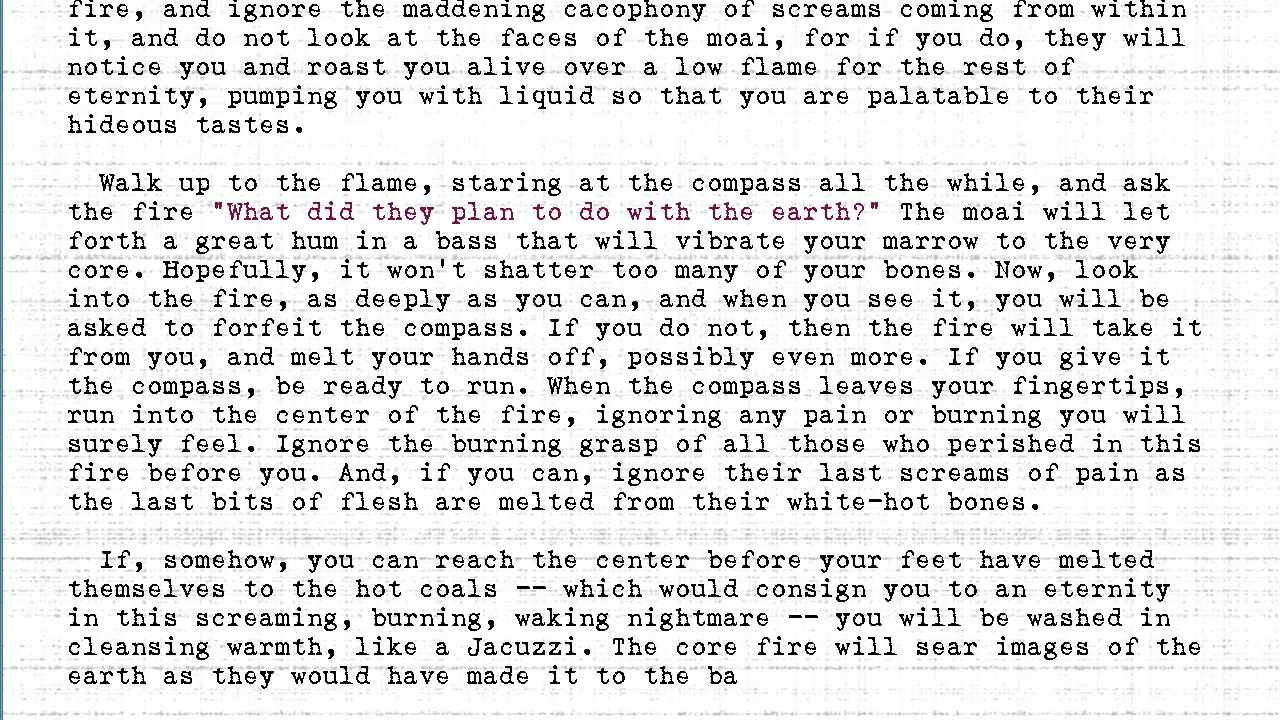 fire, and ignore the maddening cacophony of screams coming from within
it, and do not look at the faces of the moai, for if you do, they will
notice you and roast you alive over a low flame for the rest of
eternity, pumping you with liquid so that you are palatable to their
hideous tastes.
Walk up to the flame, staring at the compass all the while, and ask
the fire "What did they plan to do with the earth?" The moai will let
forth a great hum in a bass that will vibrate your marrow to the very
core. Hopefully, it won't shatter too many of your bones. Now, look
into the fire, as deeply as you can, and when you see it, you will be
asked to forfeit the compass. If you do not, then the fire will take it
from you, and melt your hands off, possibly even more. If you give it
the compass, be ready to run. When the compass leaves your fingertips,
run into the center of the fire, ignoring any pain or burning you will
surely feel. Ignore the burning grasp of all those who perished in this
fire before you. And, if you can, ignore their last screams of pain as
the last bits of flesh are melted from their white-hot bones.
If, somehow, you can reach the center before your feet have melted
themselves to the hot coals -- which would consign you to an eternity
in this screaming, burning, waking nightmare -- you will be washed in
cleansing warmth, like a Jacuzzi. The core fire will sear images of the
earth as they would have made it to the ba